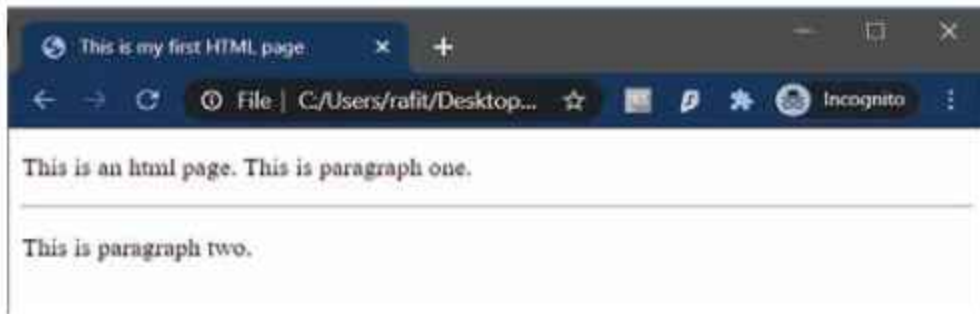 This is my first HTML page
File | C:/Users/rafit/Desktop...
Incognito
This is an html page. This is paragraph one.
This is paragraph two.